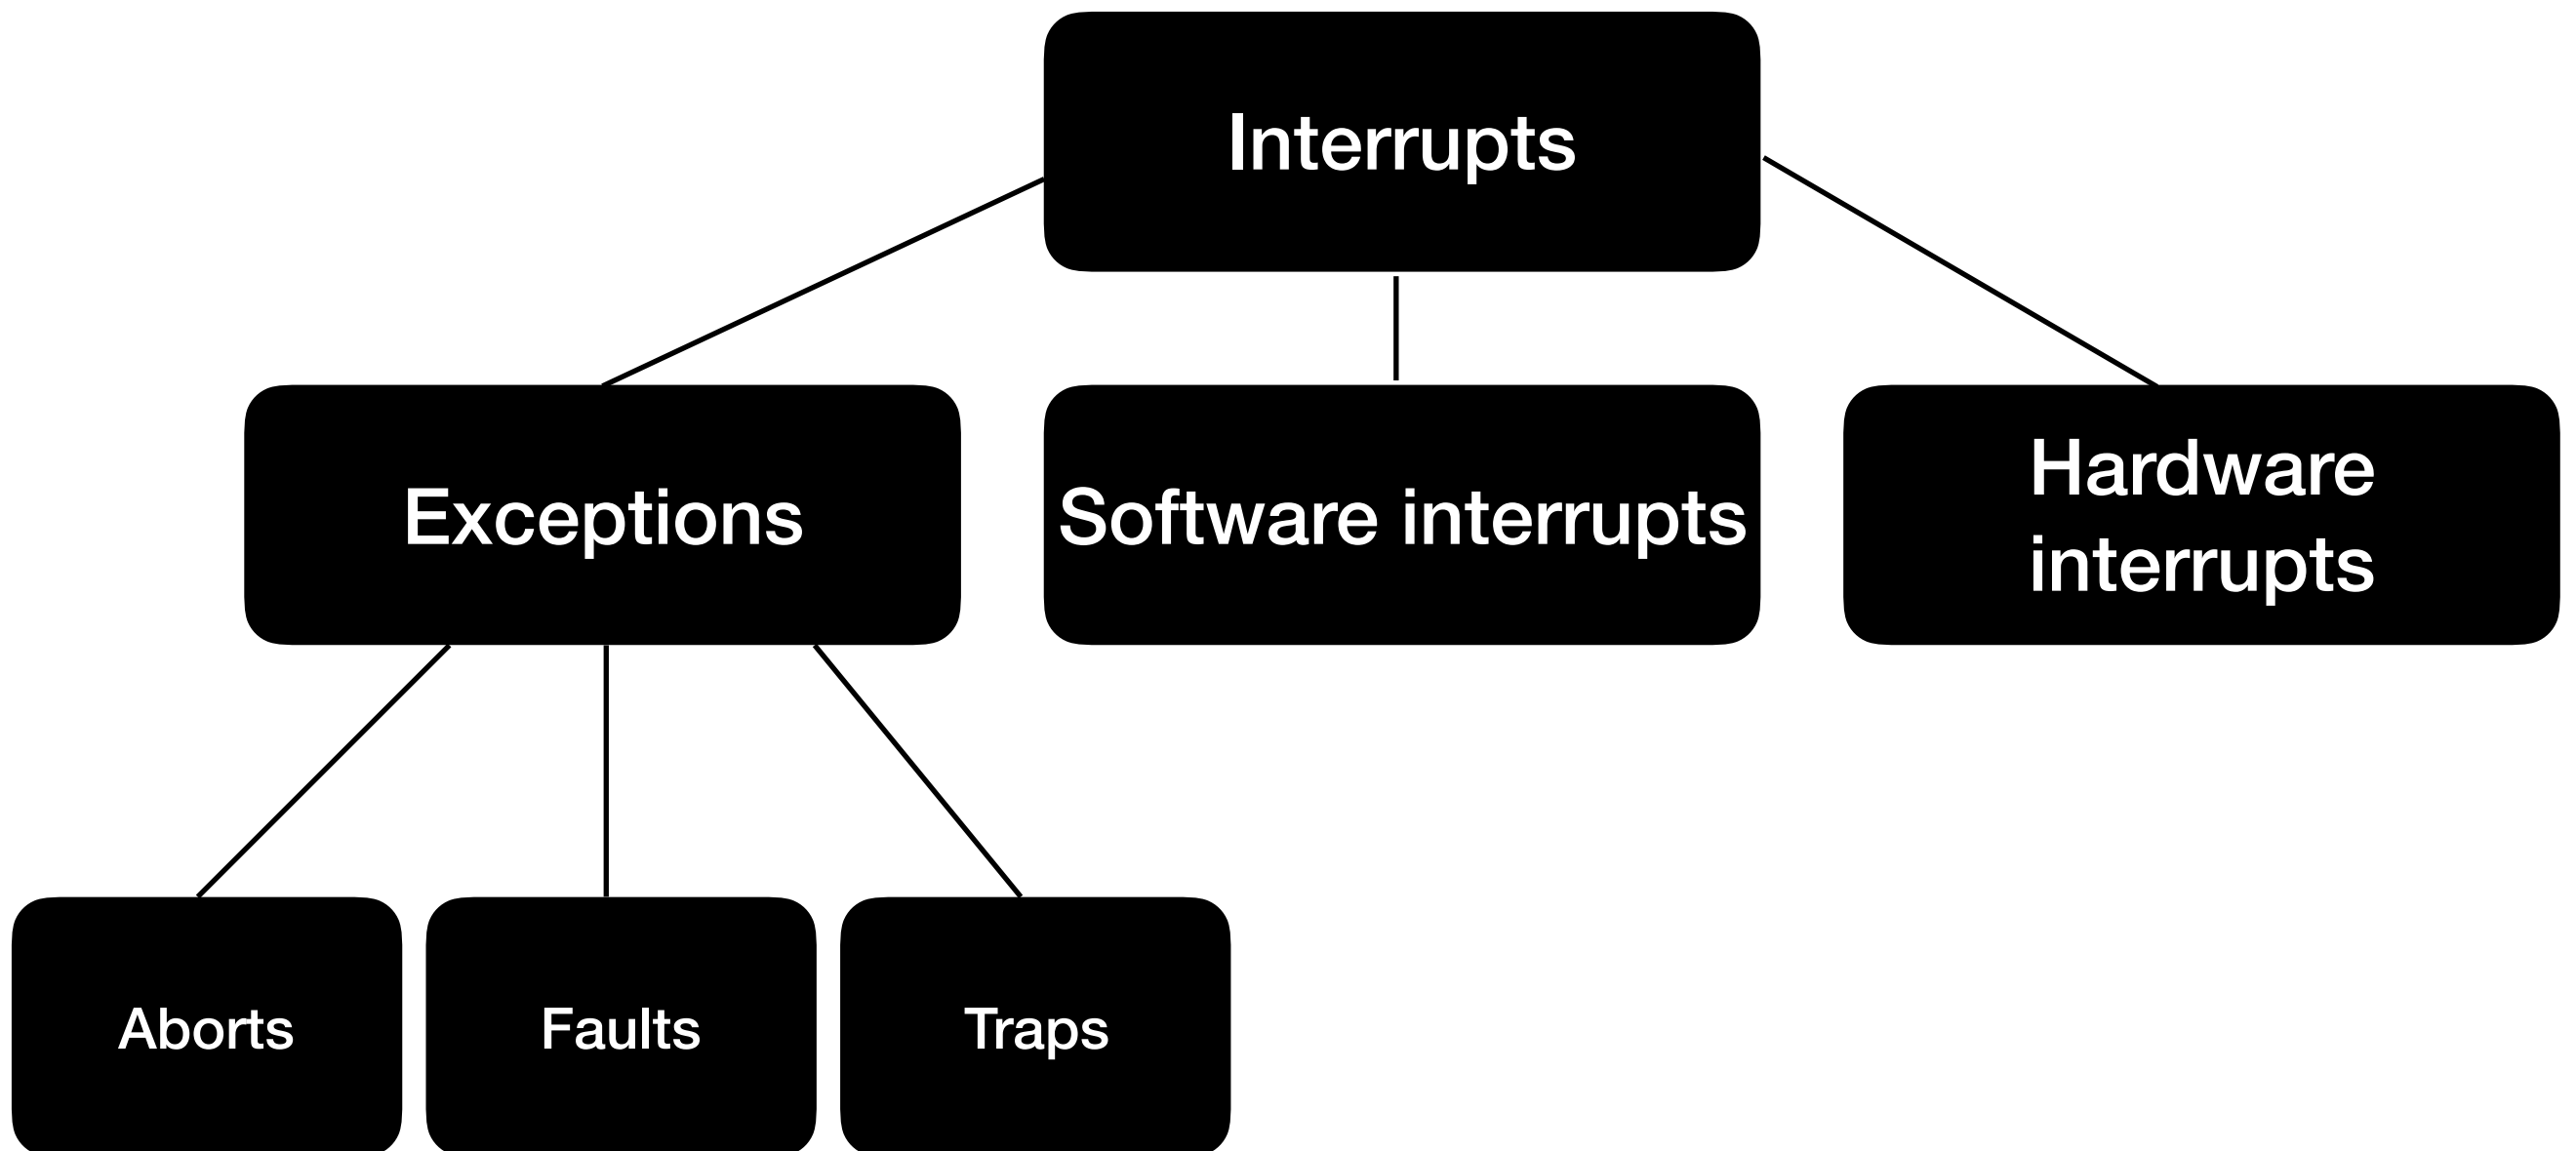 Interrupts
Exceptions
Software interrupts
Hardware
interrupts
Aborts
Faults
Traps